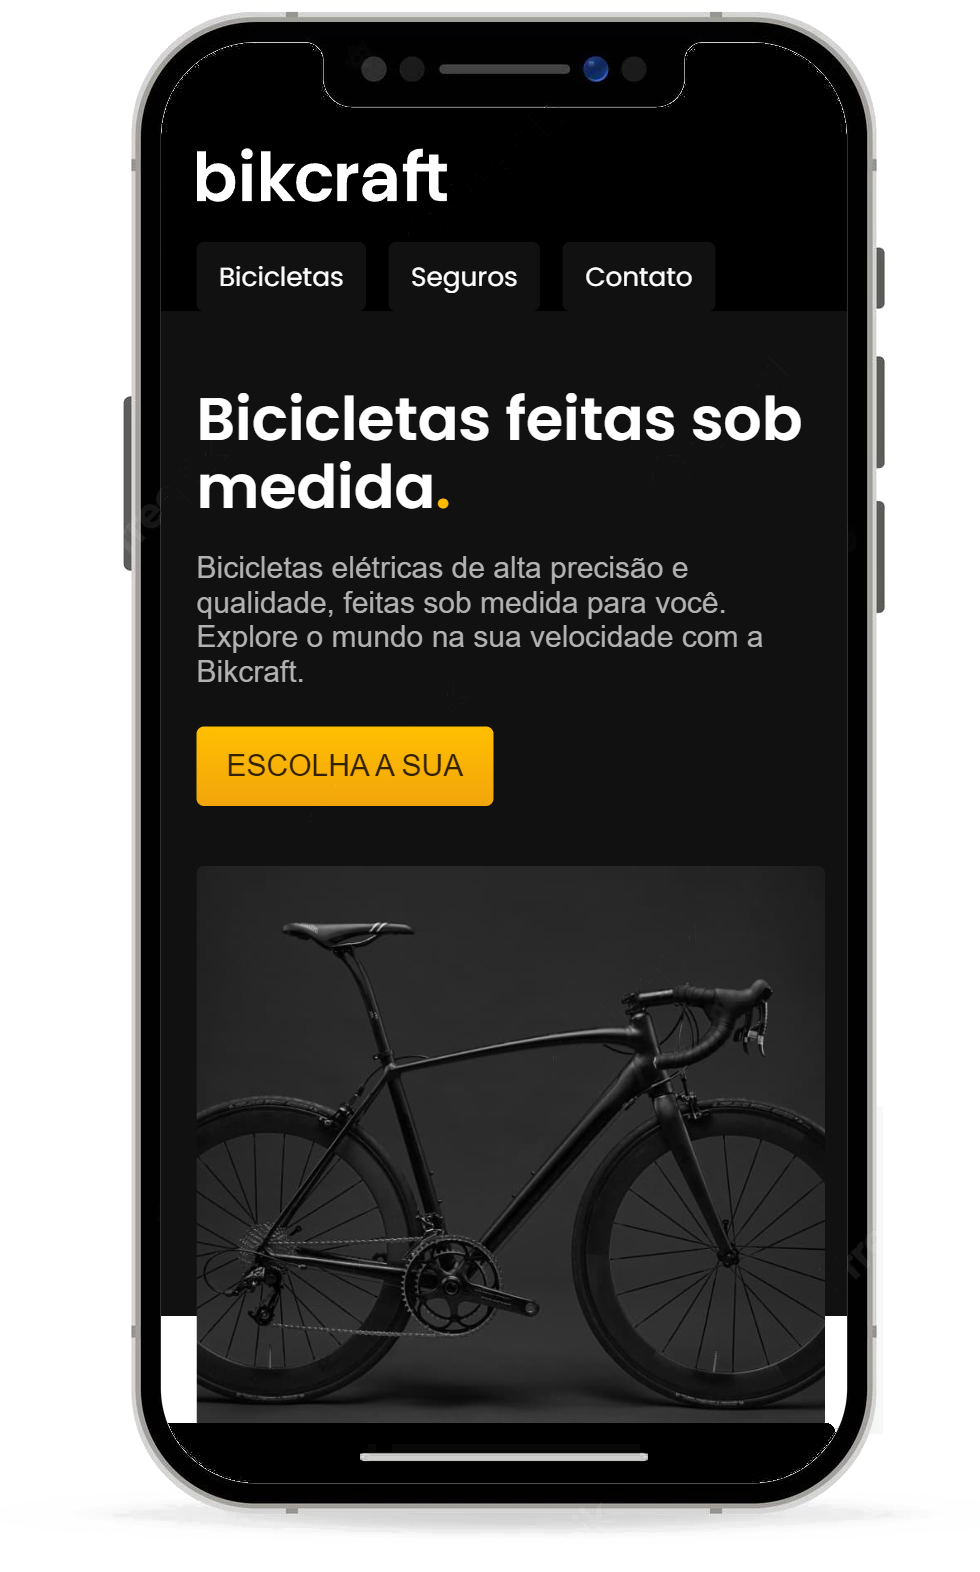 bikcraft
Bicicletas Seguros Contato
Bicicletas feitas sob
medida.
Bicicletas elétricas de alta precisão e
qualidade, feitas sob medida para você.
Explore o mundo na sua velocidade com a
Bikcraft.
ESCOLHA A SUA